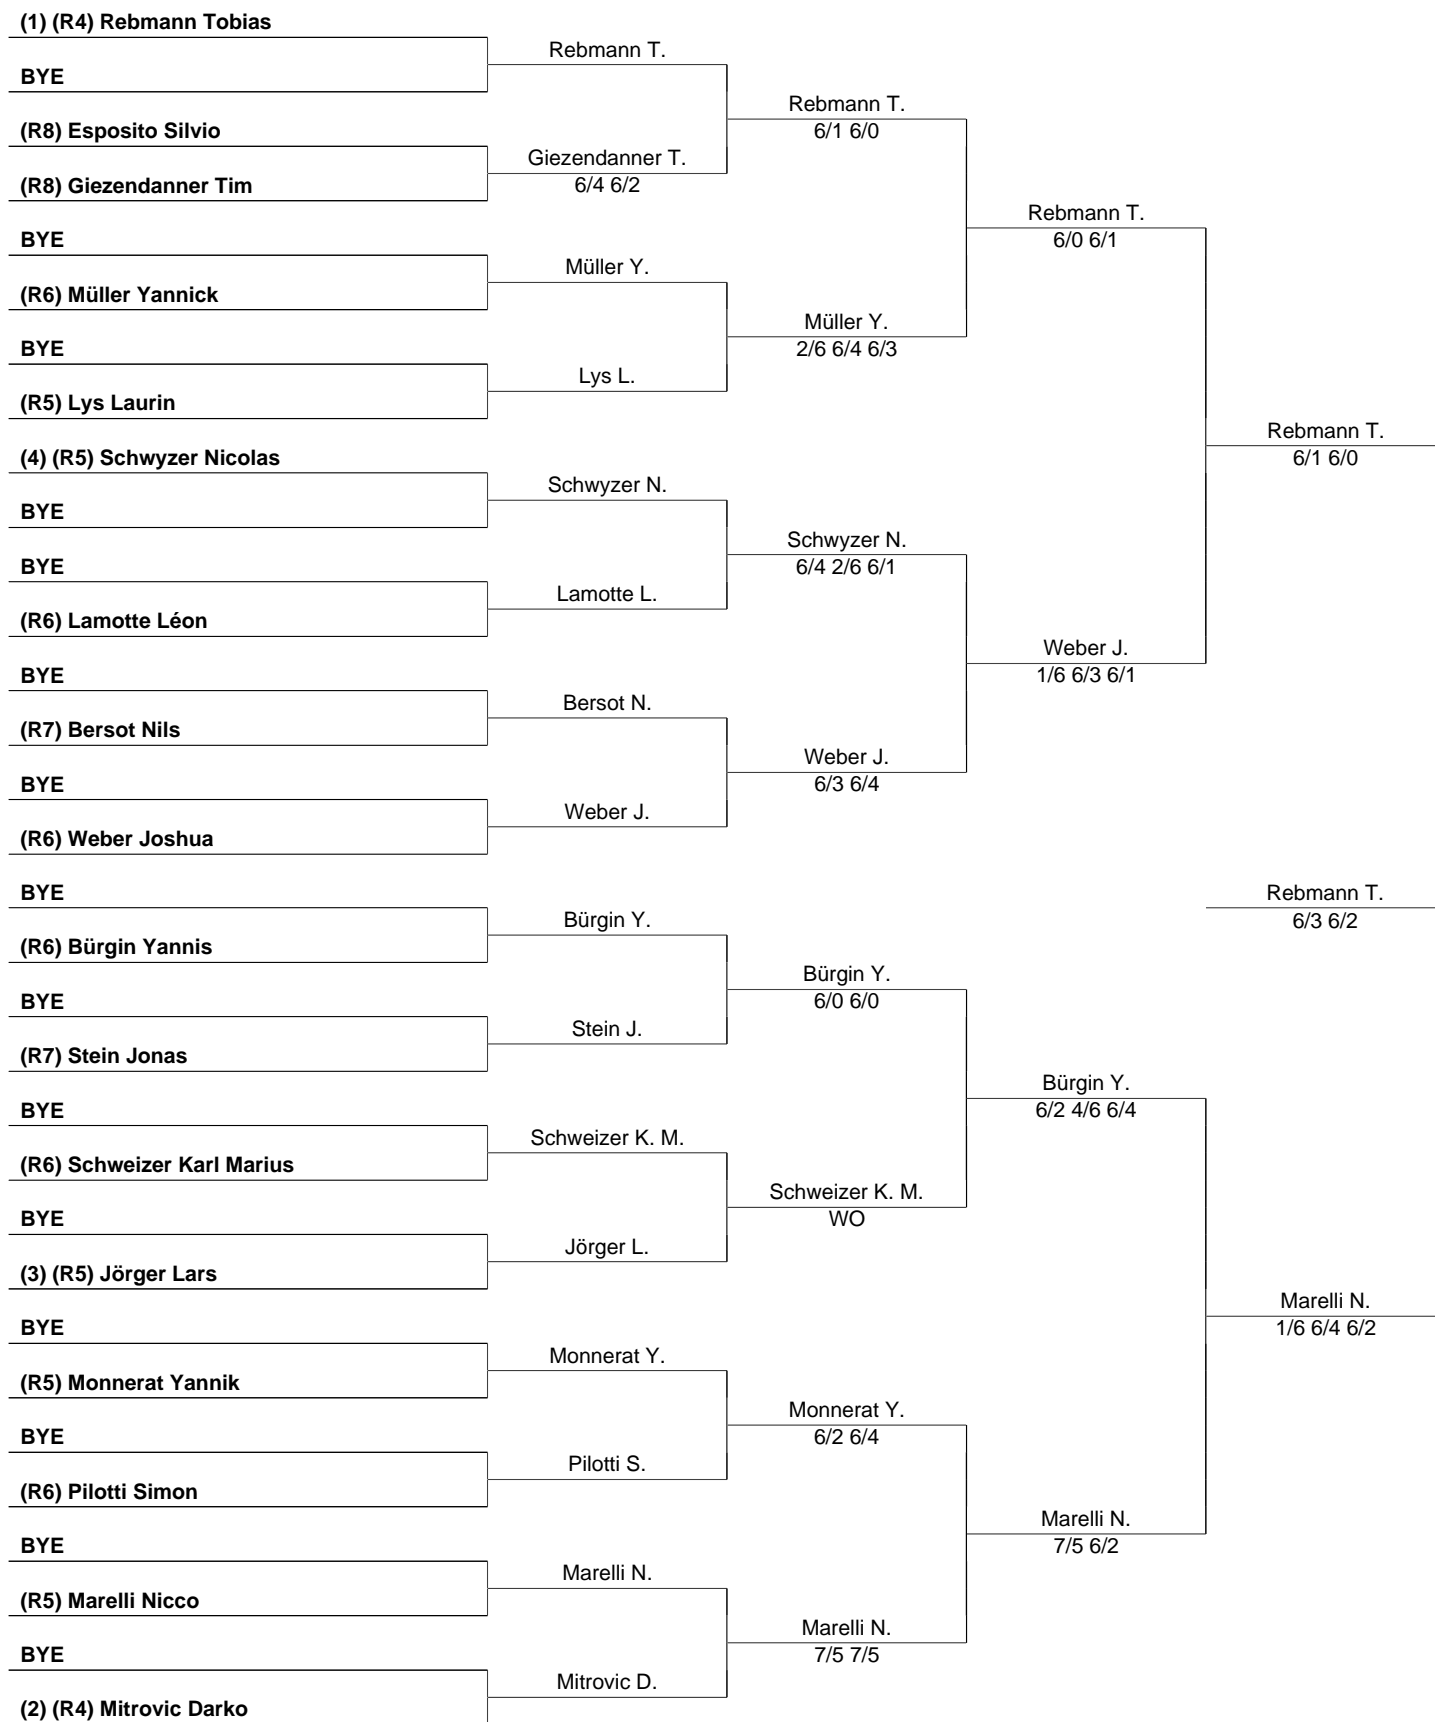 (1) (R4) Rebmann Tobias
BYE
(R8) Esposito Silvio
(R8) Giezendanner Tim
BYE
(R6) Müller Yannick
BYE
(R5) Lys Laurin
(4) (R5) Schwyzer Nicolas
BYE
BYE
(R6) Lamotte Léon
BYE
(R7) Bersot Nils
BYE
(R6) Weber Joshua
BYE
(R6) Bürgin Yannis
BYE
(R7) Stein Jonas
BYE
(R6) Schweizer Karl Marius
BYE
(3) (R5) Jörger Lars
BYE
(R5) Monnerat Yannik
BYE
(R6) Pilotti Simon
BYE
(R5) Marelli Nicco
BYE
(2) (R4) Mitrovic Darko
Rebmann T.
Giezendanner T.
6/4 6/2
Müller Y.
Lys L.
Schwyzer N.
Lamotte L.
Bersot N.
Weber J.
Bürgin Y.
Stein J.
Schweizer K. M.
Jörger L.
Monnerat Y.
Pilotti S.
Marelli N.
Mitrovic D.
Rebmann T.
6/1 6/0
Müller Y.
2/6 6/4 6/3
Schwyzer N.
6/4 2/6 6/1
Weber J.
6/3 6/4
Bürgin Y.
6/0 6/0
Schweizer K. M.
WO
Monnerat Y.
6/2 6/4
Marelli N.
7/5 7/5
Rebmann T.
6/0 6/1
Weber J.
1/6 6/3 6/1
Bürgin Y.
6/2 4/6 6/4
Marelli N.
7/5 6/2
Rebmann T.
6/1 6/0
Rebmann T.
6/3 6/2
Marelli N.
1/6 6/4 6/2